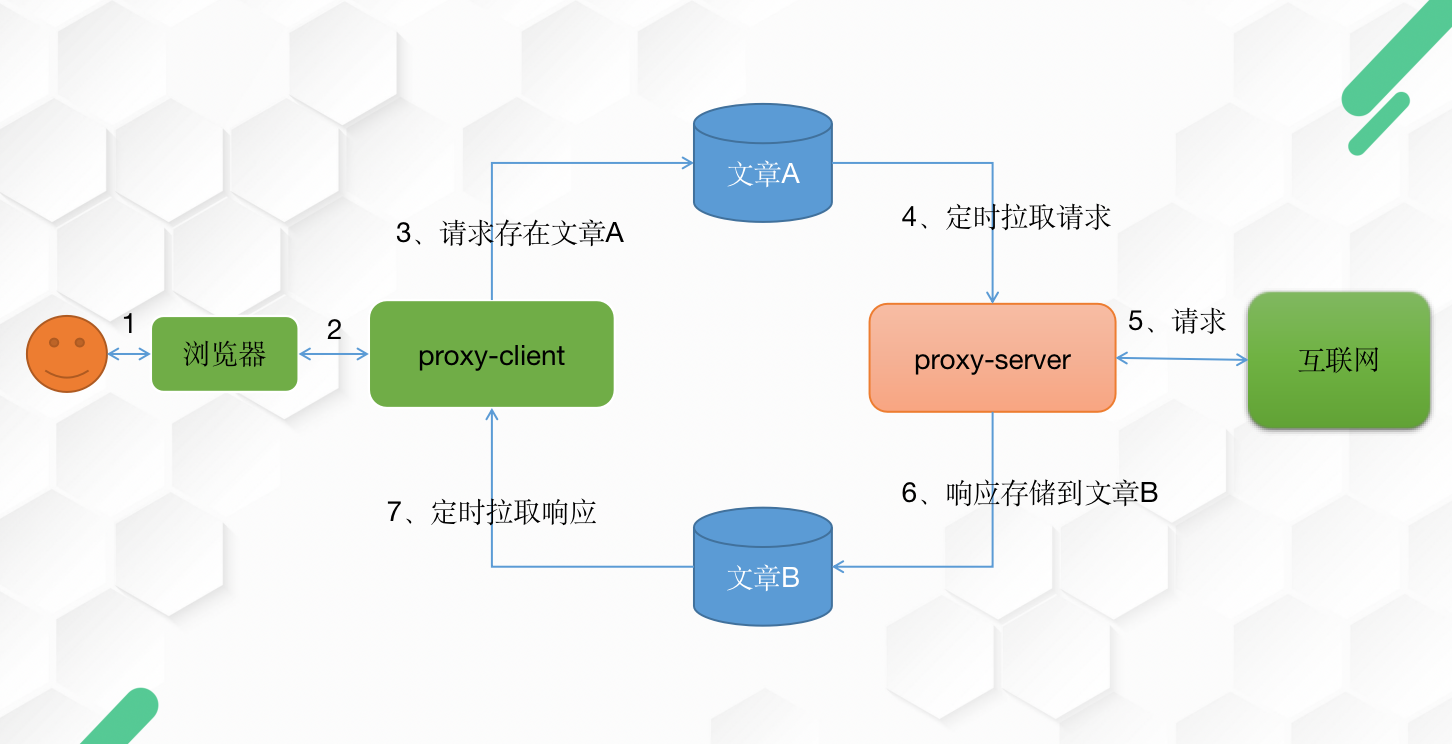 文章A
4、定时拉取请求
3、请求存在文章A
1
2
浏览器
proxy-client
proxy-server
5、请求
互联网
7、定时拉取响应
6、响应存储到文章B
文章B